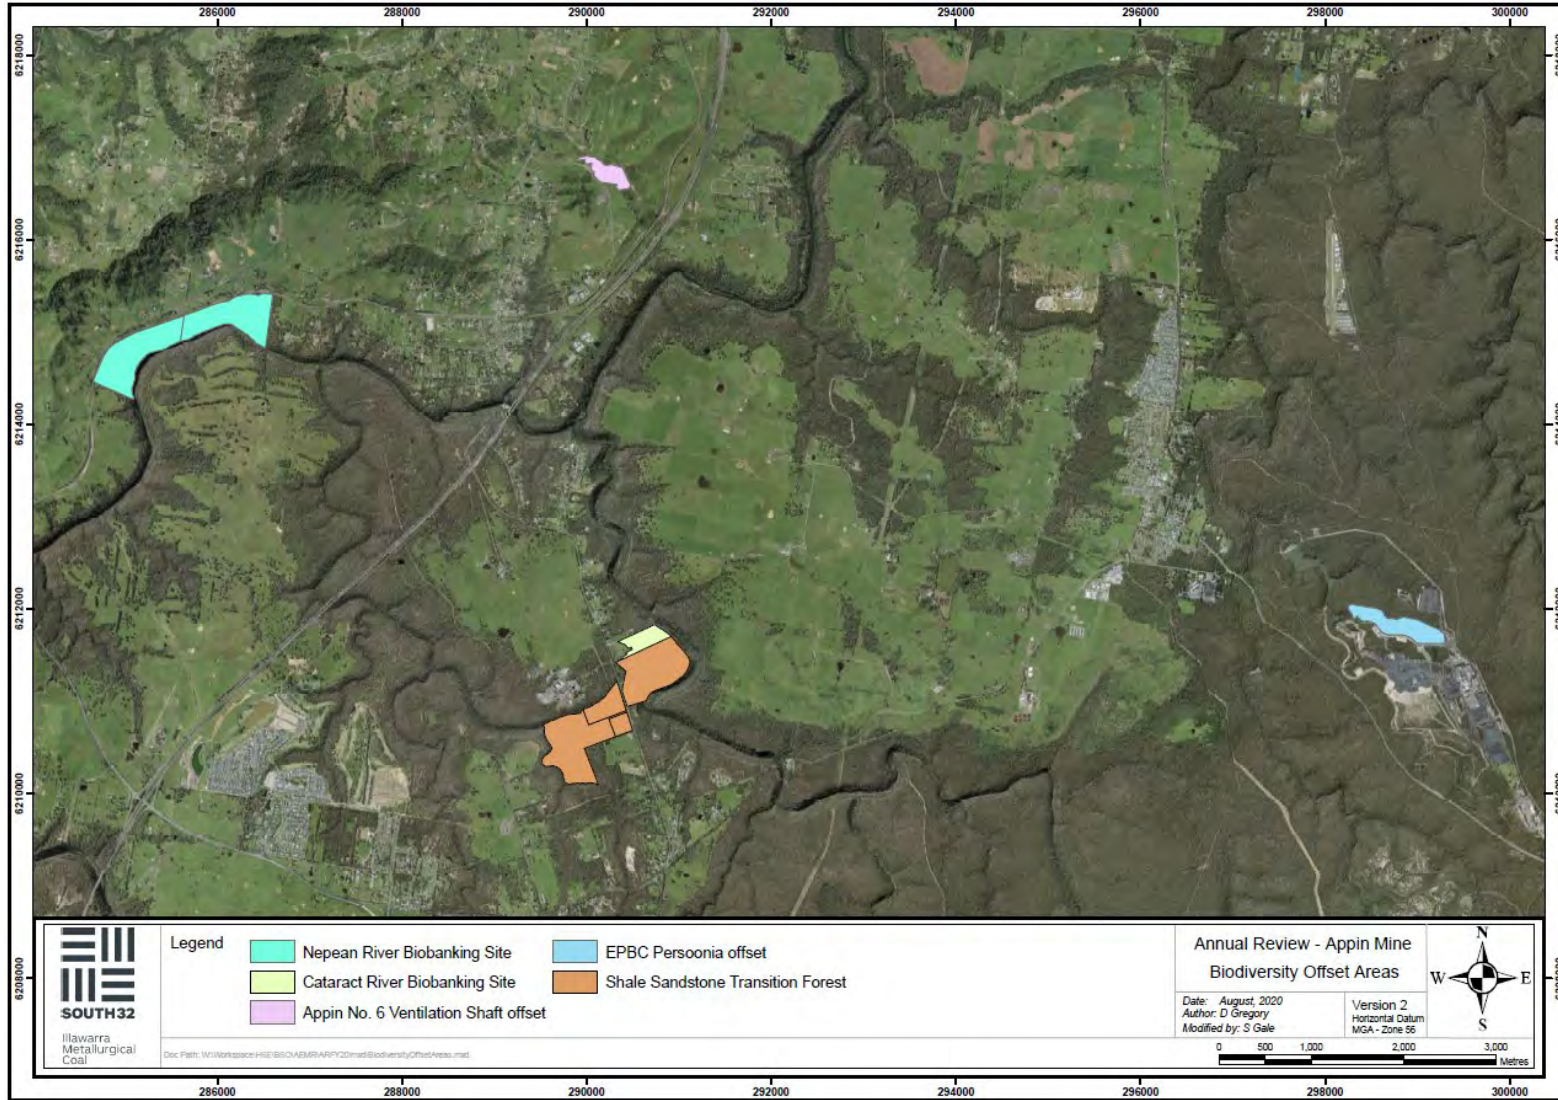 286000 288000 290000 292000 294000 296000 298000 300000
6218000
6216000
6214000
6212000
6210000
6208000
Legend
Nepean River Biobanking Site
Cataract River Biobanking Site
Appin No. 6 Ventilation Shaft offset
EPBC Persoonia offset
Shale Sandstone Transition Forest
SOUTH32
Illawarra
Metallurgical
Coal
Annual Review - Appin Mine
Biodiversity Offset Areas
Date: August, 2020
Author: D Gregory
Modified by: S Gale
Version 2
Horizontal Datum
MGA - Zone 56
N
W E
S
0 500 1,000 2,000 3,000
Metres
286000 288000 290000 292000 294000 296000 298000 300000